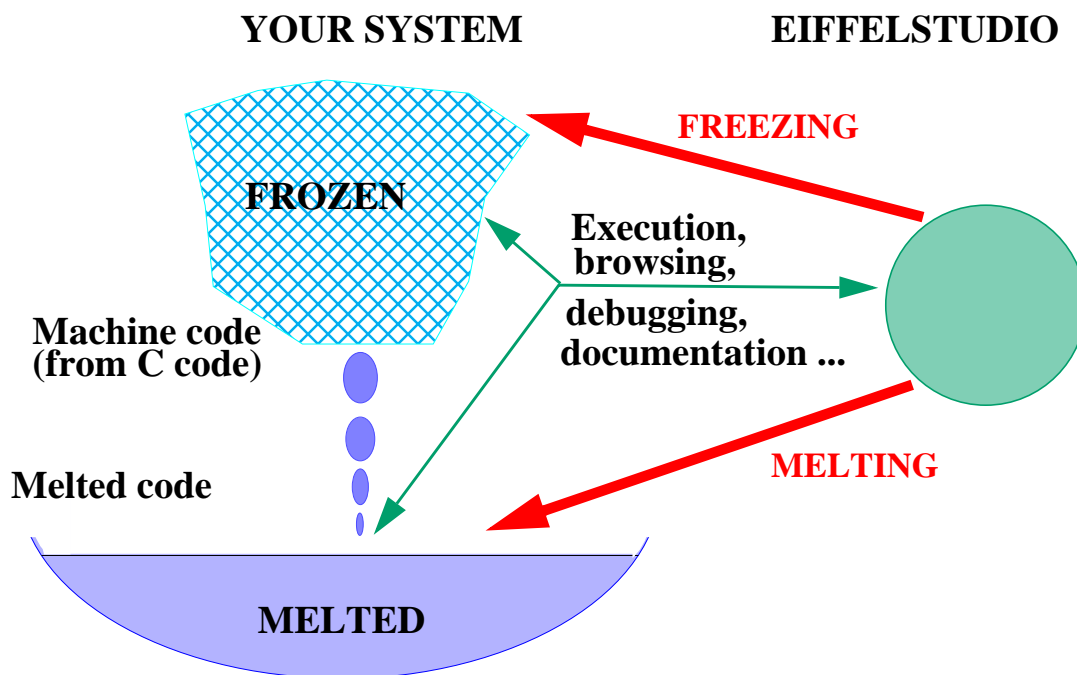 YOUR SYSTEM
EIFFELSTUDIO
FREEZING
FROZEN
Execution,
browsing,
debugging,
documentation ...
Machine code
(from C code)
MELTING
Melted code
MELTED